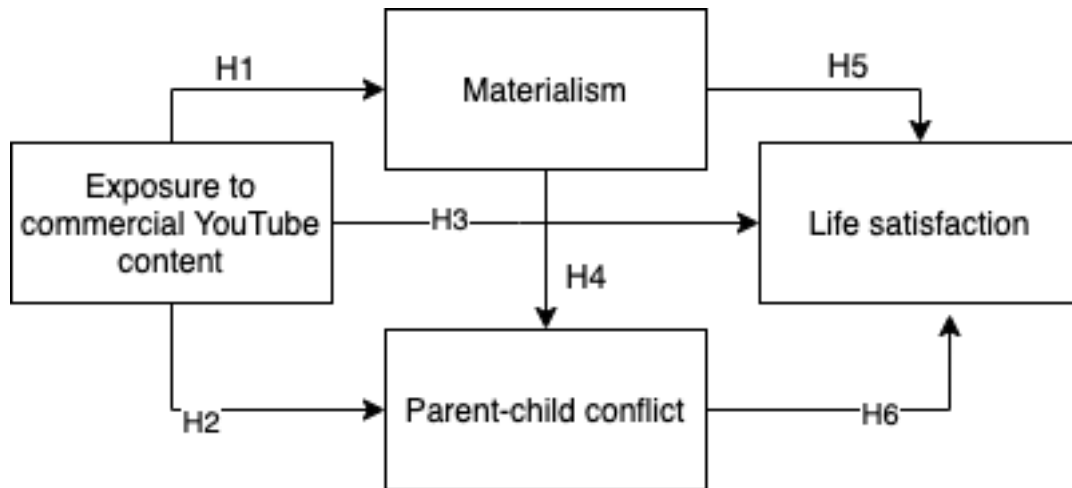 H1
Materialism
H5
Exposure to
commercial YouTube
content
H3
Life satisfaction
H4
H2
Parent-child conflict
H6